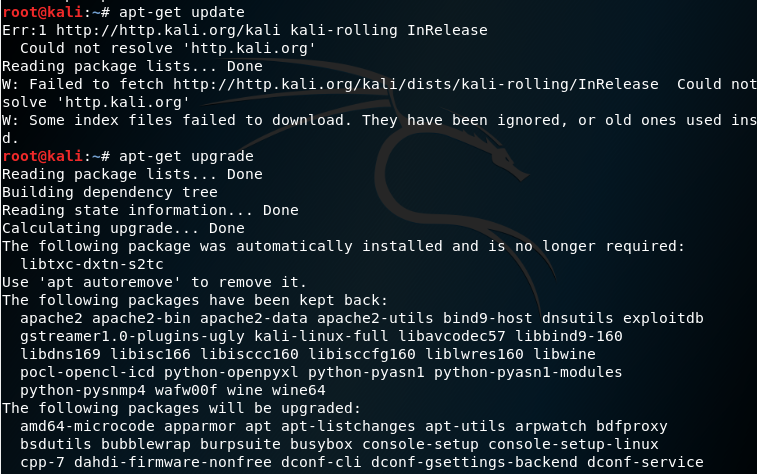 root@kali:~# apt-get update
Err:1 http://http.kali.org/kali kali-rolling InRelease
  Could not resolve 'http.kali.org'
Reading package lists... Done
W: Failed to fetch http://http.kali.org/kali/dists/kali-rolling/InRelease  Could not
solve 'http.kali.org'
W: Some index files failed to download. They have been ignored, or old ones used ins
d.
root@kali:~# apt-get upgrade
Reading package lists... Done
Building dependency tree
Reading state information... Done
Calculating upgrade... Done
The following package was automatically installed and is no longer required:
  libtxc-dxtn-s2tc
Use 'apt autoremove' to remove it.
The following packages have been kept back:
  apache2 apache2-bin apache2-data apache2-utils bind9-host dnsutils exploitdb
  gstreamer1.0-plugins-ugly kali-linux-full libavcodec57 libbind9-160
  libdns169 libisc166 libisccc160 libisccfg160 liblwres160 libwine
  pocl-opencl-icd python-openpyxl python-pyasn1 python-pyasn1-modules
  python-pysnmp4 wafw00f wine wine64
The following packages will be upgraded:
  amd64-microcode apparmor apt apt-listchanges apt-utils arpwatch bdfproxy
  bsdutils bubblewrap burpsuite busybox console-setup console-setup-linux
  cpp-7 dahdi-firmware-nonfree dconf-cli dconf-gsettings-backend dconf-service